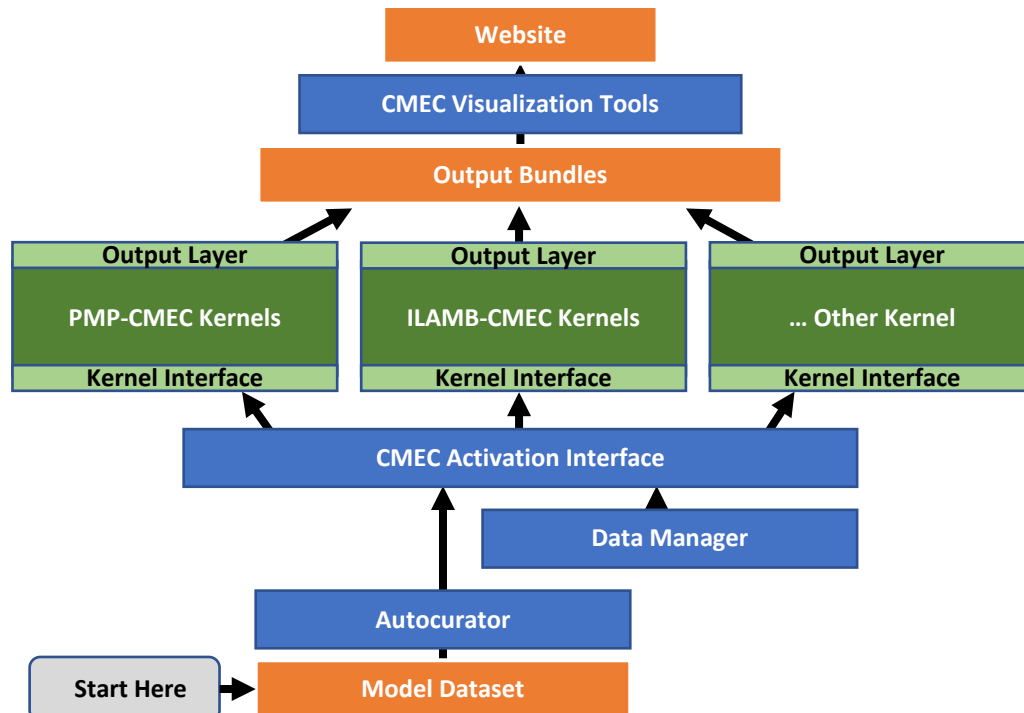 Website
CMEC Visualization Tools
Output Bundles
Output Layer
Output Layer
Output Layer
PMP-CMEC Kernels
ILAMB-CMEC Kernels
… Other Kernel
Kernel Interface
Kernel Interface
Kernel Interface
CMEC Activation Interface
Data Manager
Autocurator
Start Here
Model Dataset